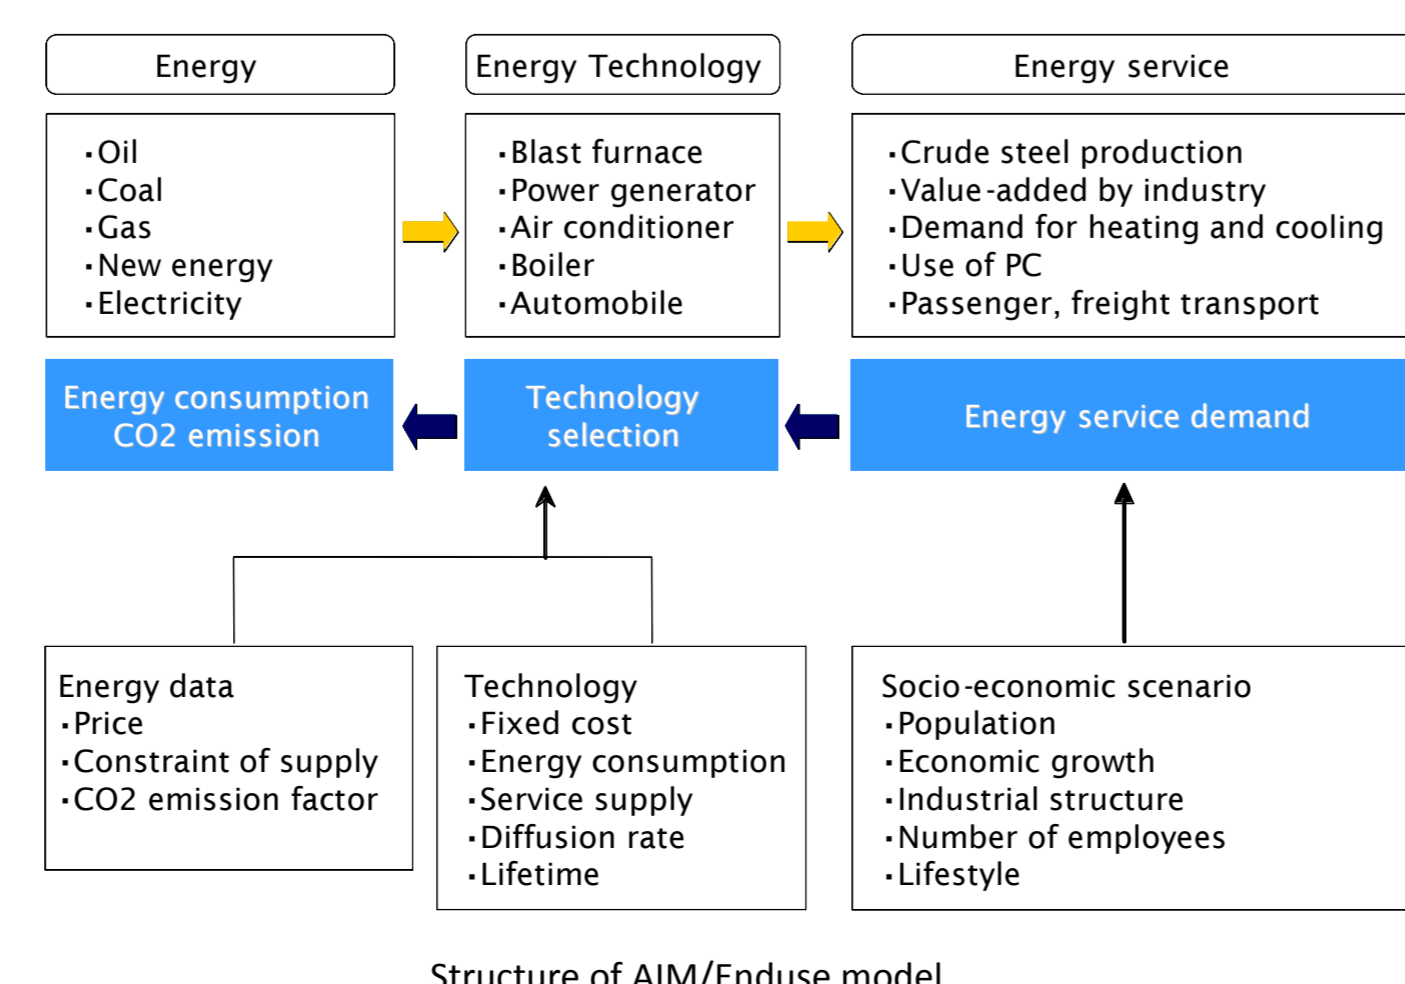 Energy
Energy Technology
Energy service
・Oil
・Coal
・Gas
・New energy
・Electricity
・Blast furnace
・Power generator
・Air conditioner
・Boiler
・Automobile
・Crude steel production
・Value-added by industry
・Demand for heating and cooling
・Use of PC
・Passenger, freight transport
Energy consumption
CO2 emission
Technology
selection
Energy service demand
Energy data
・Price
・Constraint of supply
・CO2 emission factor
Technology
・Fixed cost
・Energy consumption
・Service supply
・Diffusion rate
・Lifetime
Socio-economic scenario
・Population
・Economic growth
・Industrial structure
・Number of employees
・Lifestyle
Structure of AIM/Enduse model